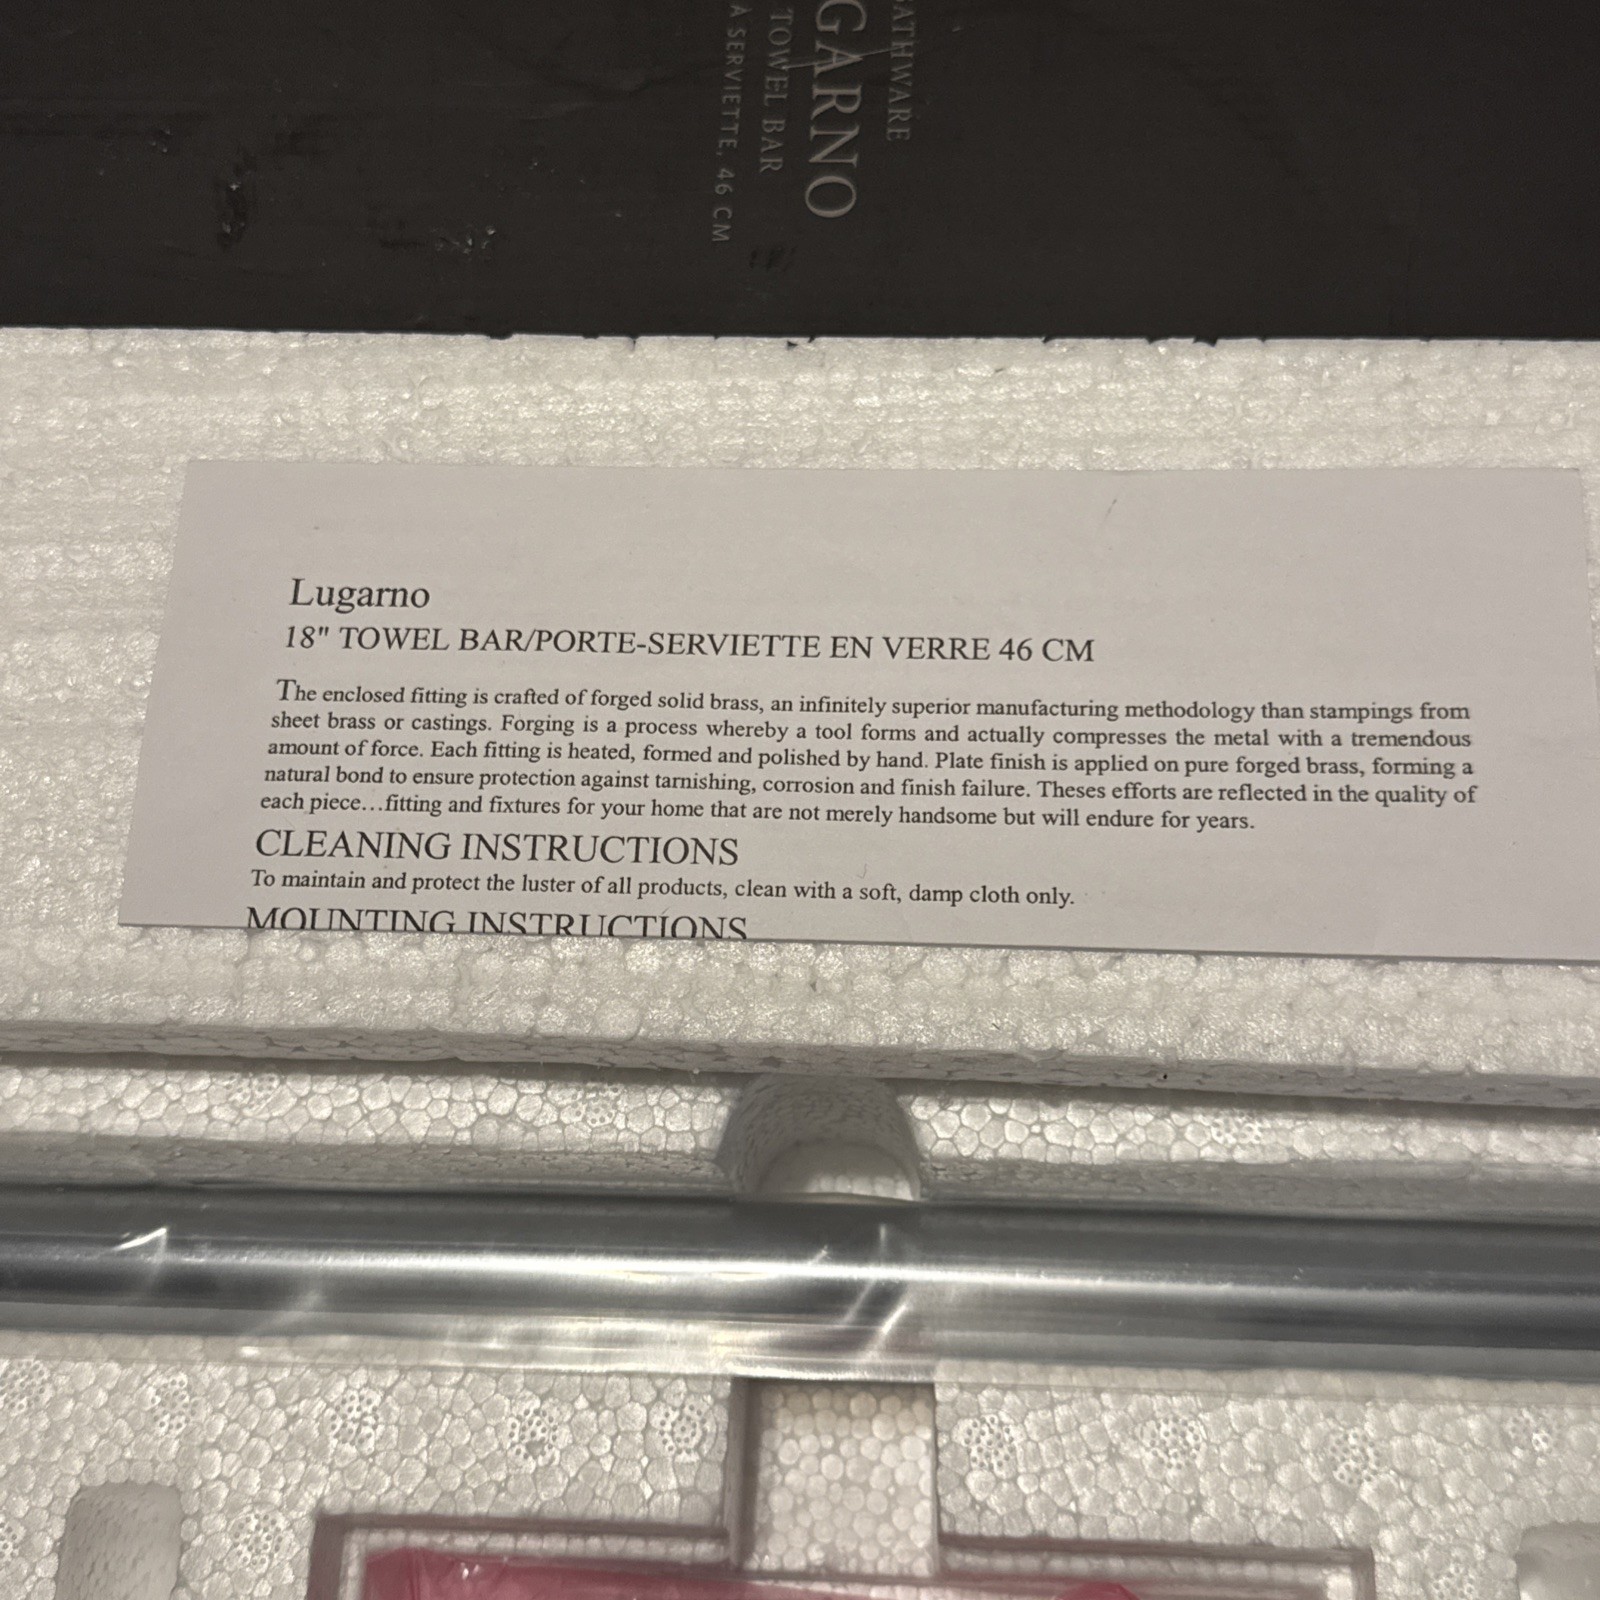 ATHWARE
GARNO
TOWEL BAR
À SERVIETTE, 46 CM
Lugarno
18" TOWEL BAR/PORTE-SERVIETTE EN VERRE 46 CM
The enclosed fitting is crafted of forged solid brass, an infinitely superior manufacturing methodology than stampings from
sheet brass or castings. Forging is a process whereby a tool forms and actually compresses the metal with a tremendous
amount of force. Each fitting is heated, formed and polished by hand. Plate finish is applied on pure forged brass, forming a
natural bond to ensure protection against tarnishing, corrosion and finish failure. Theses efforts are reflected in the quality of
each piece…fitting and fixtures for your home that are not merely handsome but will endure for years.
CLEANING INSTRUCTIONS
To maintain and protect the luster of all products, clean with a soft, damp cloth only.
MOUNTING INSTRUCTIONS